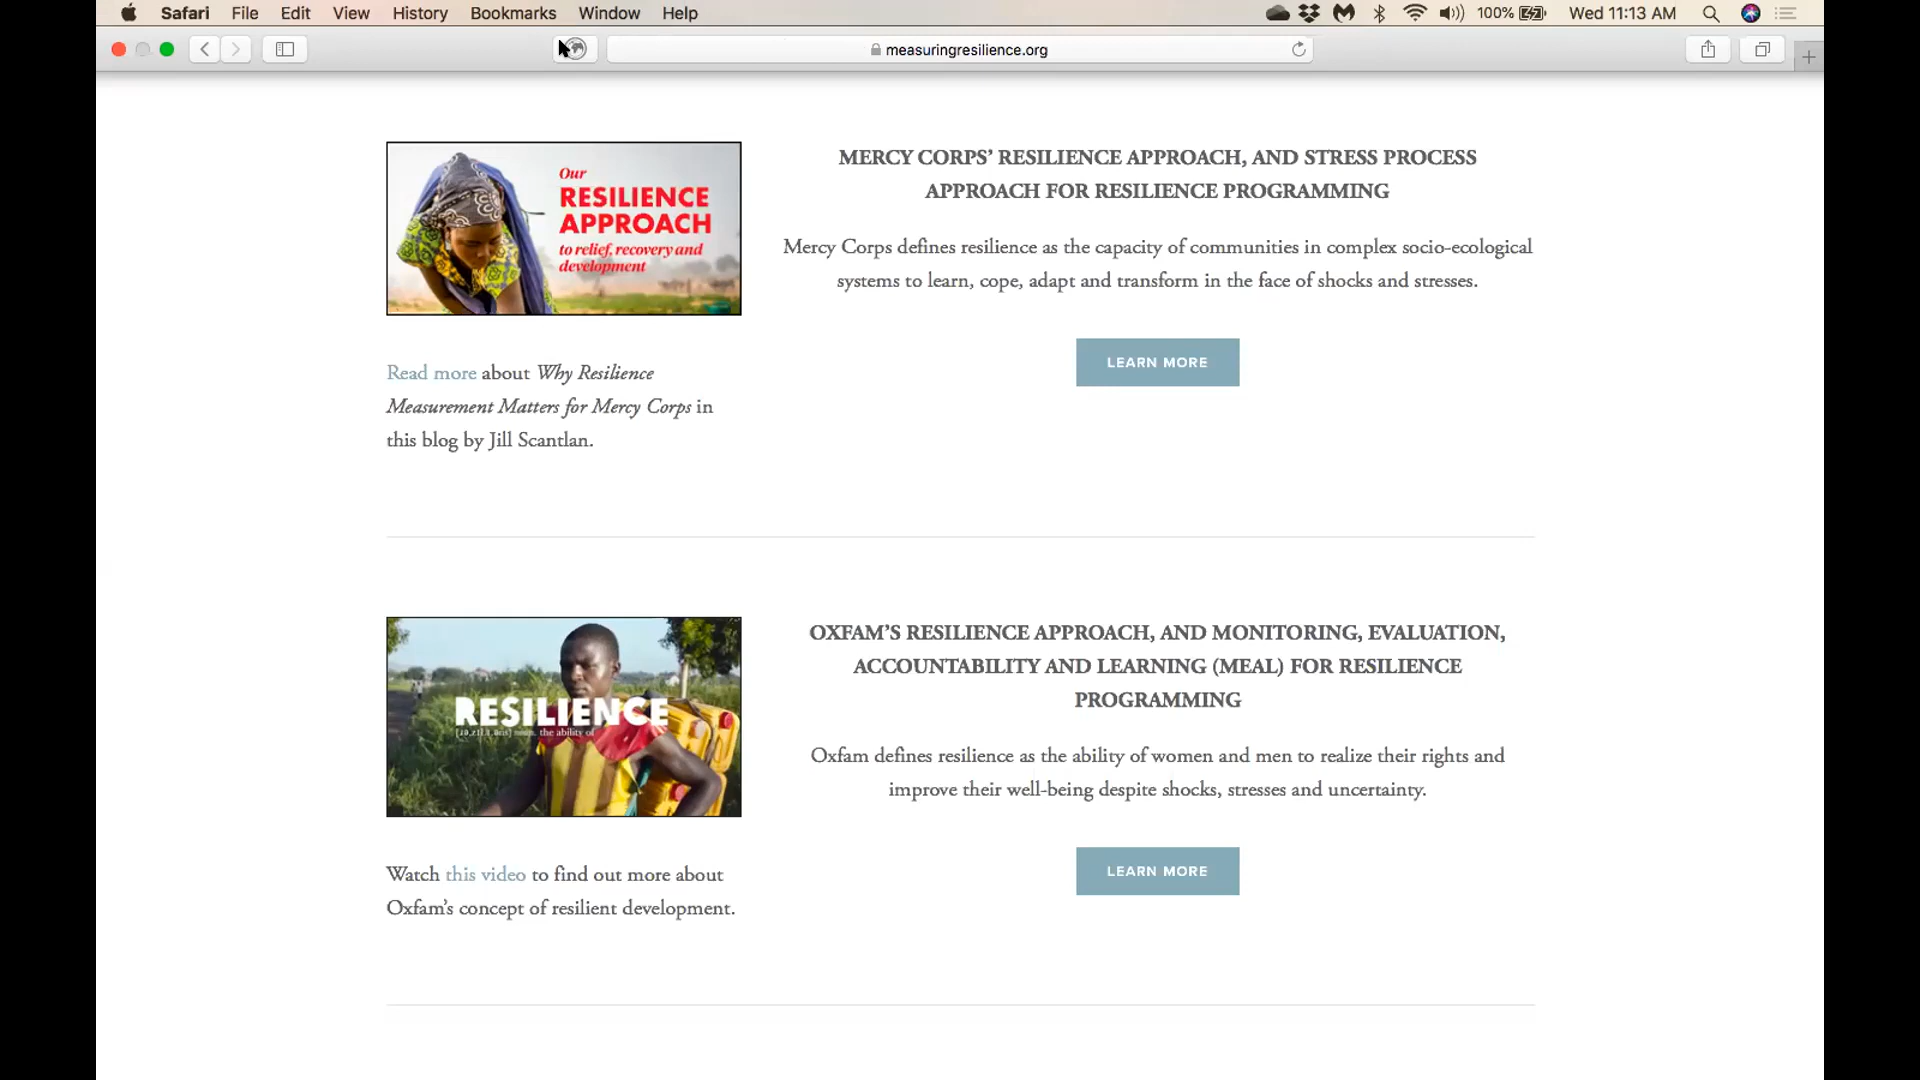 Safari File Edit View History Bookmarks Window Help 100% Wed 11:13 AM
measuringresilience.org
Our
RESILIENCE
APPROACH
to relief, recovery and
development
MERCY CORPS’ RESILIENCE APPROACH, AND STRESS PROCESS
APPROACH FOR RESILIENCE PROGRAMMING
Mercy Corps defines resilience as the capacity of communities in complex socio-ecological
systems to learn, cope, adapt and transform in the face of shocks and stresses.
LEARN MORE
Read more about Why Resilience
Measurement Matters for Mercy Corps in
this blog by Jill Scantlan.
RESILIENCE
noun. the ability of
OXFAM’S RESILIENCE APPROACH, AND MONITORING, EVALUATION,
ACCOUNTABILITY AND LEARNING (MEAL) FOR RESILIENCE
PROGRAMMING
Oxfam defines resilience as the ability of women and men to realize their rights and
improve their well-being despite shocks, stresses and uncertainty.
LEARN MORE
Watch this video to find out more about
Oxfam’s concept of resilient development.